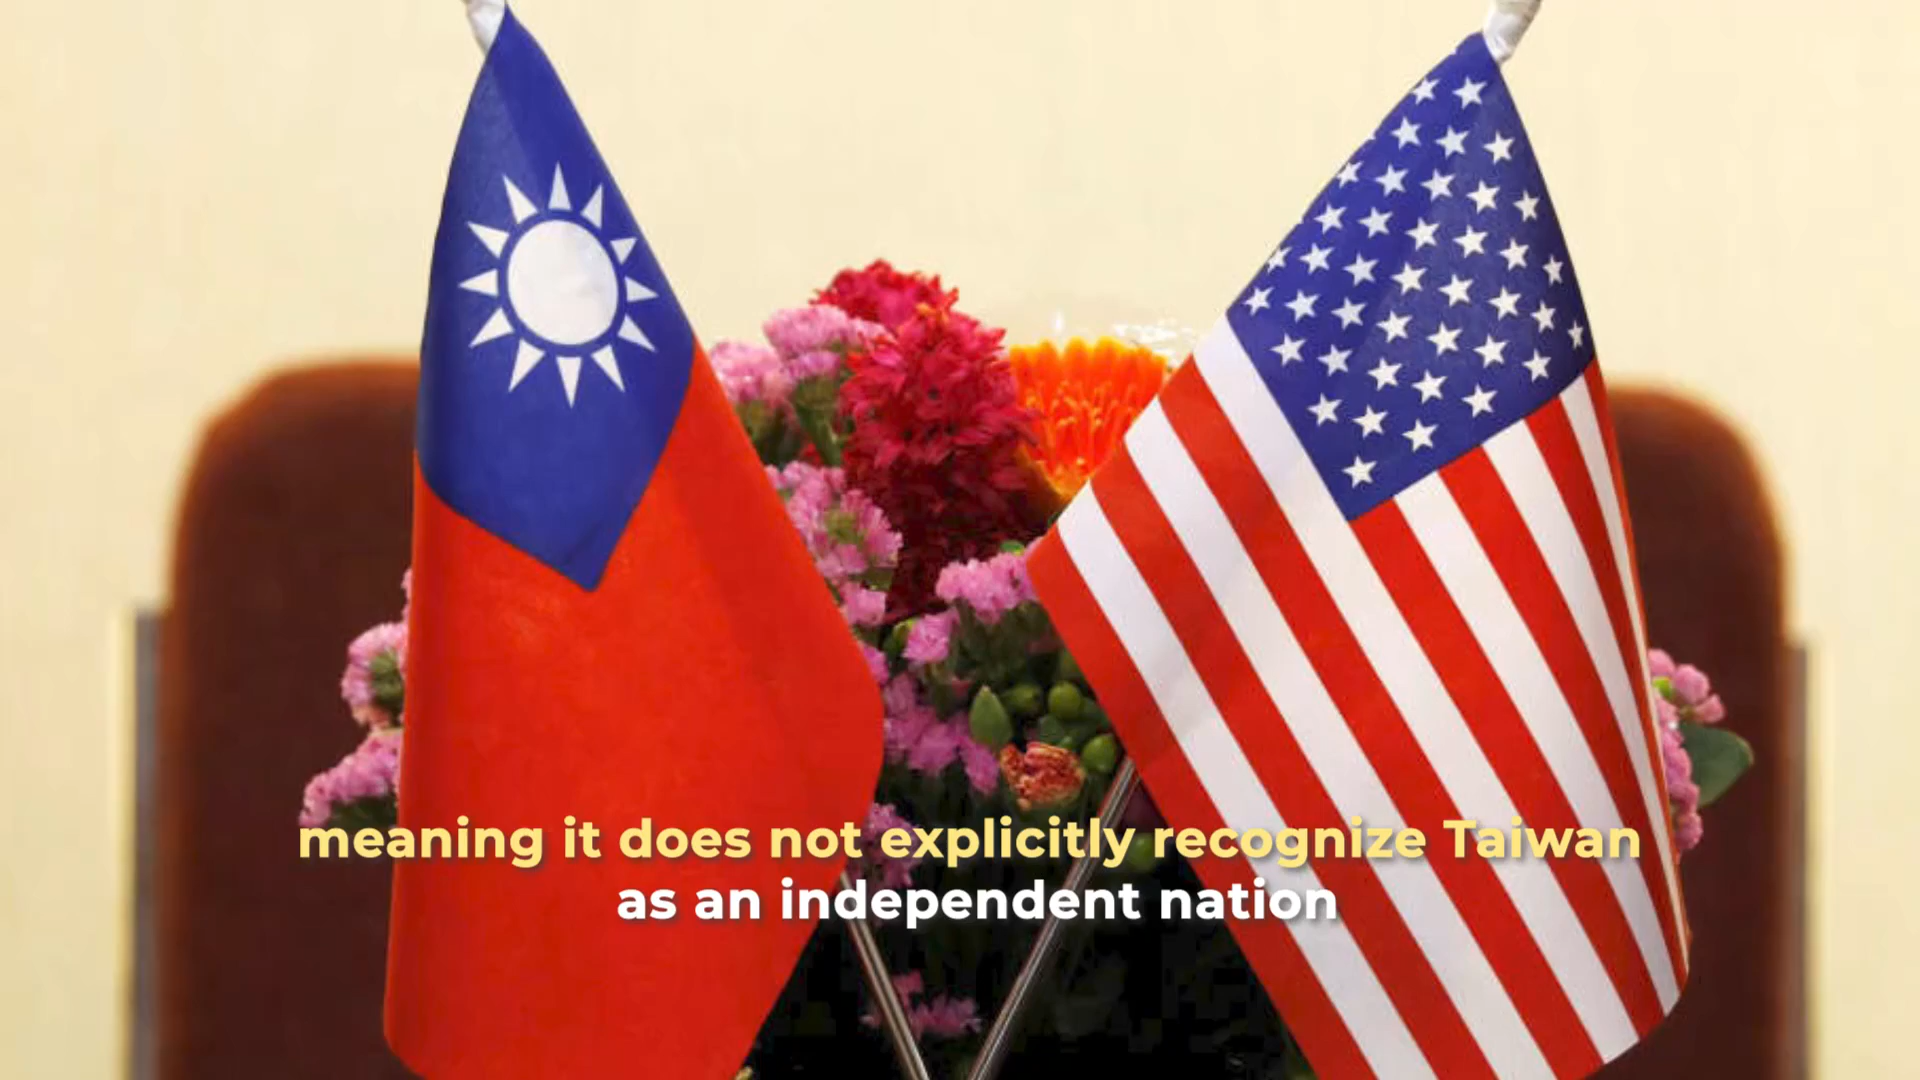 meaning it does not explicitly recognize Taiwan
as an independent nation